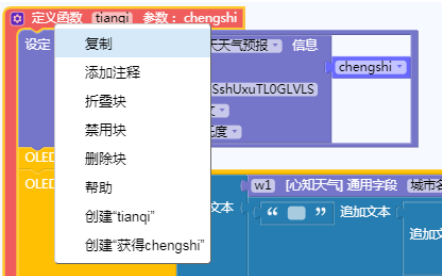 定义函数 tianqi 参数：chengshi
设定
天天气预报 信息
chengshi
SshUxuTL0GLVLS
度
复制
添加注释
折叠块
禁用块
删除块
帮助
创建“tianqi”
创建“获得chengshi”
OLED
OLED
文本
w1 [心知天气] 通用字段 城市名
“ ” 追加文本
追加文